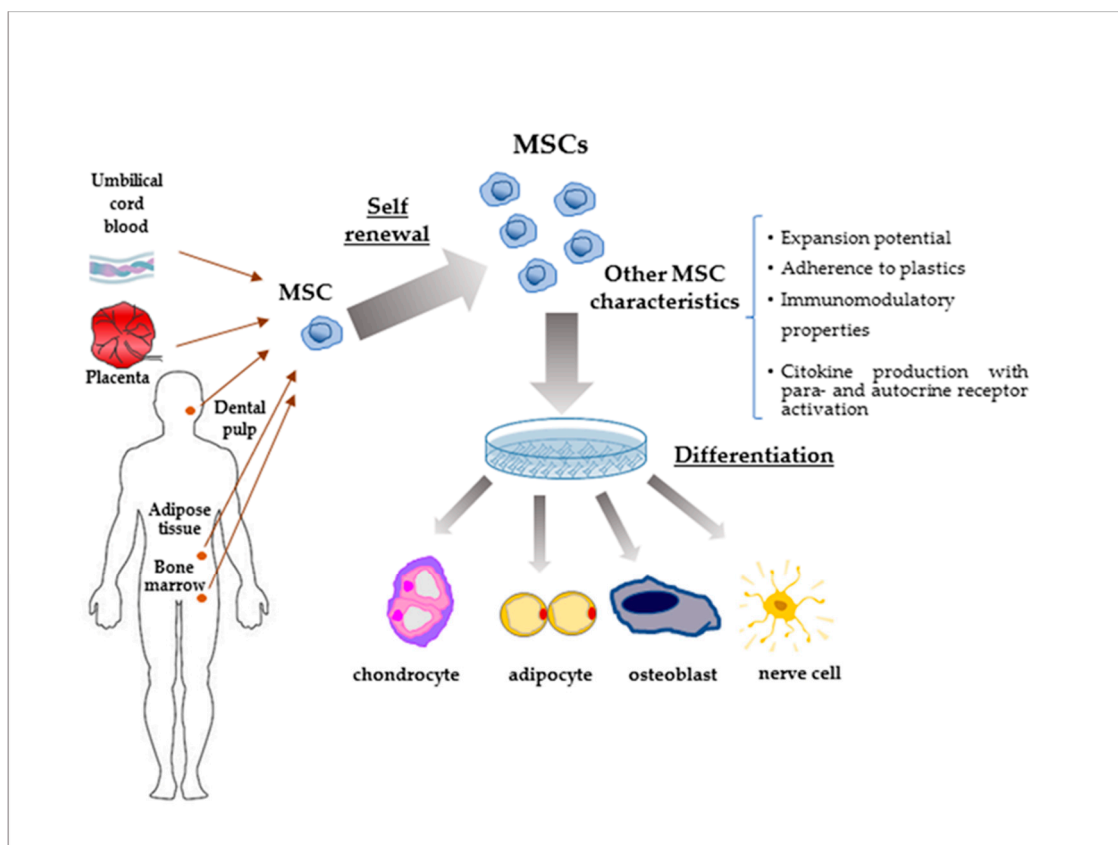 MSCs
Umbilical
cord
blood
Self
renewal
MSC
Placenta
Dental
pulp
Adipose
tissue
Bone
marrow
Other MSC
characteristics
• Expansion potential
• Adherence to plastics
• Immunomodulatory
properties
• Citokine production with
para- and autocrine receptor
activation
Differentiation
chondrocyte
adipocyte
osteoblast
nerve cell